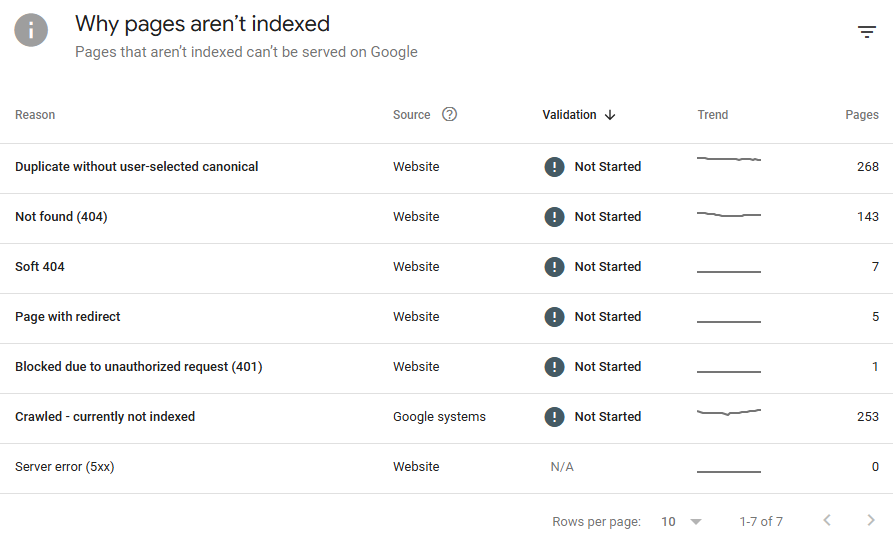 Why pages aren't indexed
Pages that aren't indexed can't be served on Google
Reason Source Validation Trend Pages
Duplicate without user-selected canonical Website Not Started 268
Not found (404) Website Not Started 143
Soft 404 Website Not Started 7
Page with redirect Website Not Started 5
Blocked due to unauthorized request (401) Website Not Started 1
Crawled - currently not indexed Google systems Not Started 253
Server error (5xx) Website N/A 0
Rows per page: 10 1-7 of 7